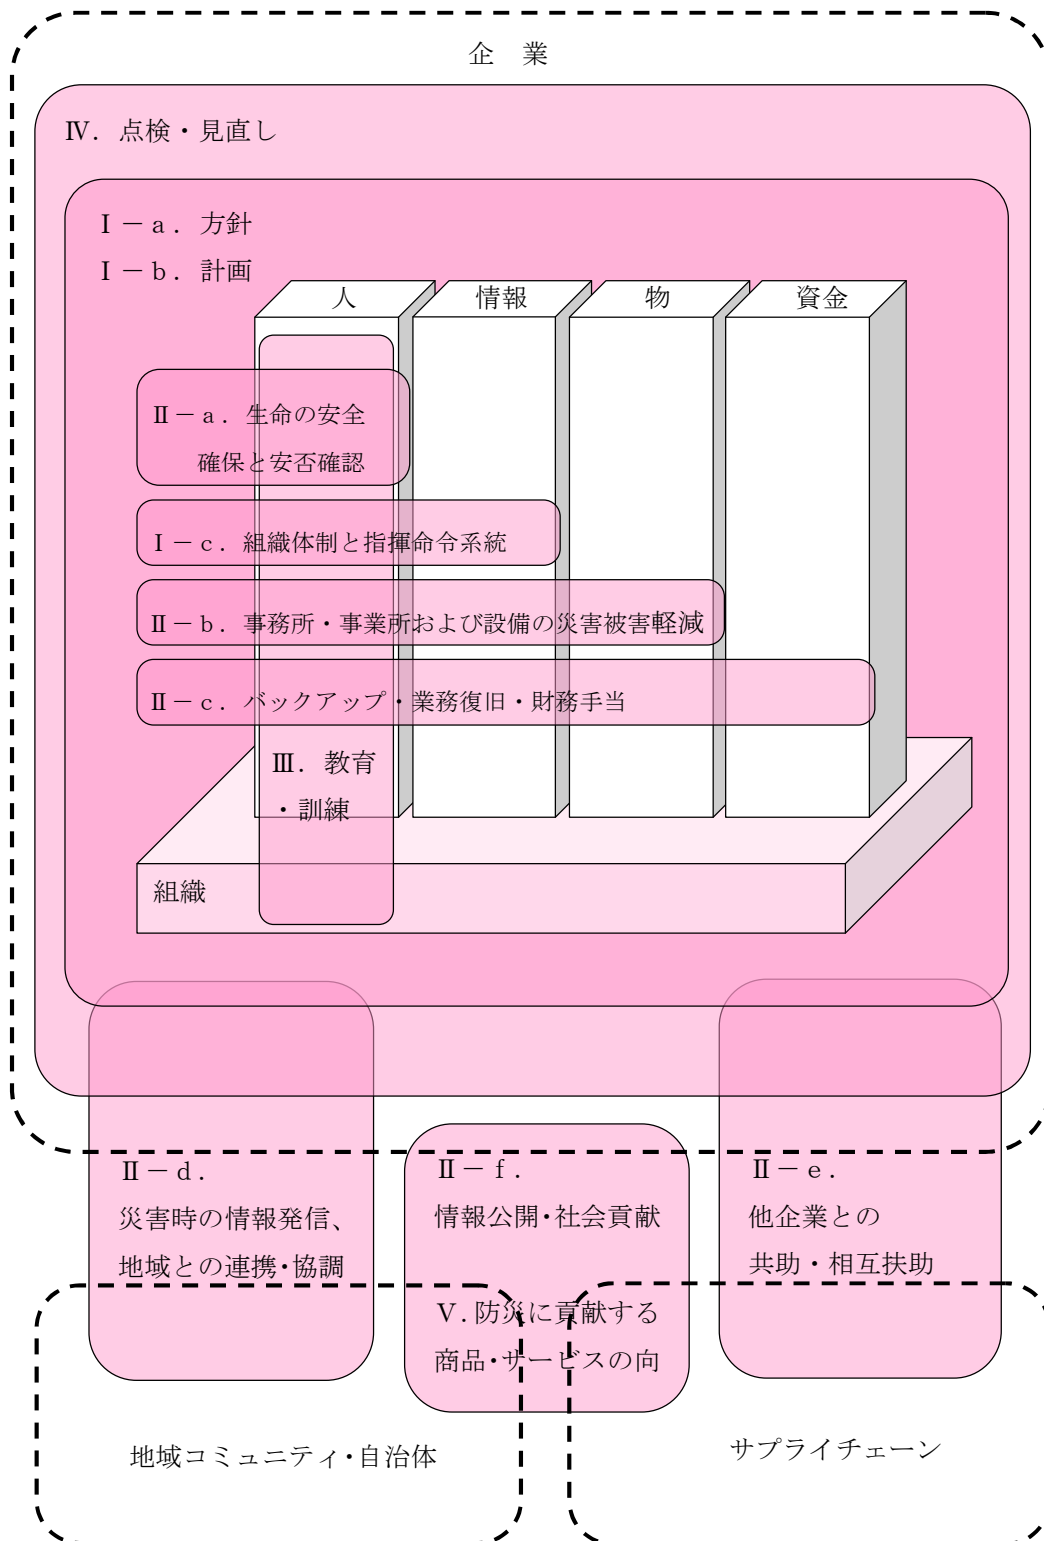 企　業
Ⅳ．点検・見直し
Ⅰ－ａ．方針
Ⅰ－ｂ．計画
人
情報
物
資金
Ⅱ－ａ．生命の安全
確保と安否確認
Ⅰ－ｃ．組織体制と指揮命令系統
Ⅱ－ｂ．事務所・事業所および設備の災害被害軽減
Ⅱ－ｃ．バックアップ・業務復旧・財務手当
Ⅲ．教育
・訓練
組織
Ⅱ－ｄ．
災害時の情報発信、
地域との連携・協調
Ⅱ－ｆ．
情報公開・社会貢献
Ⅴ．防災に貢献する
商品・サービスの向
Ⅱ－ｅ．
他企業との
共助・相互扶助
地域コミュニティ・自治体
サプライチェーン